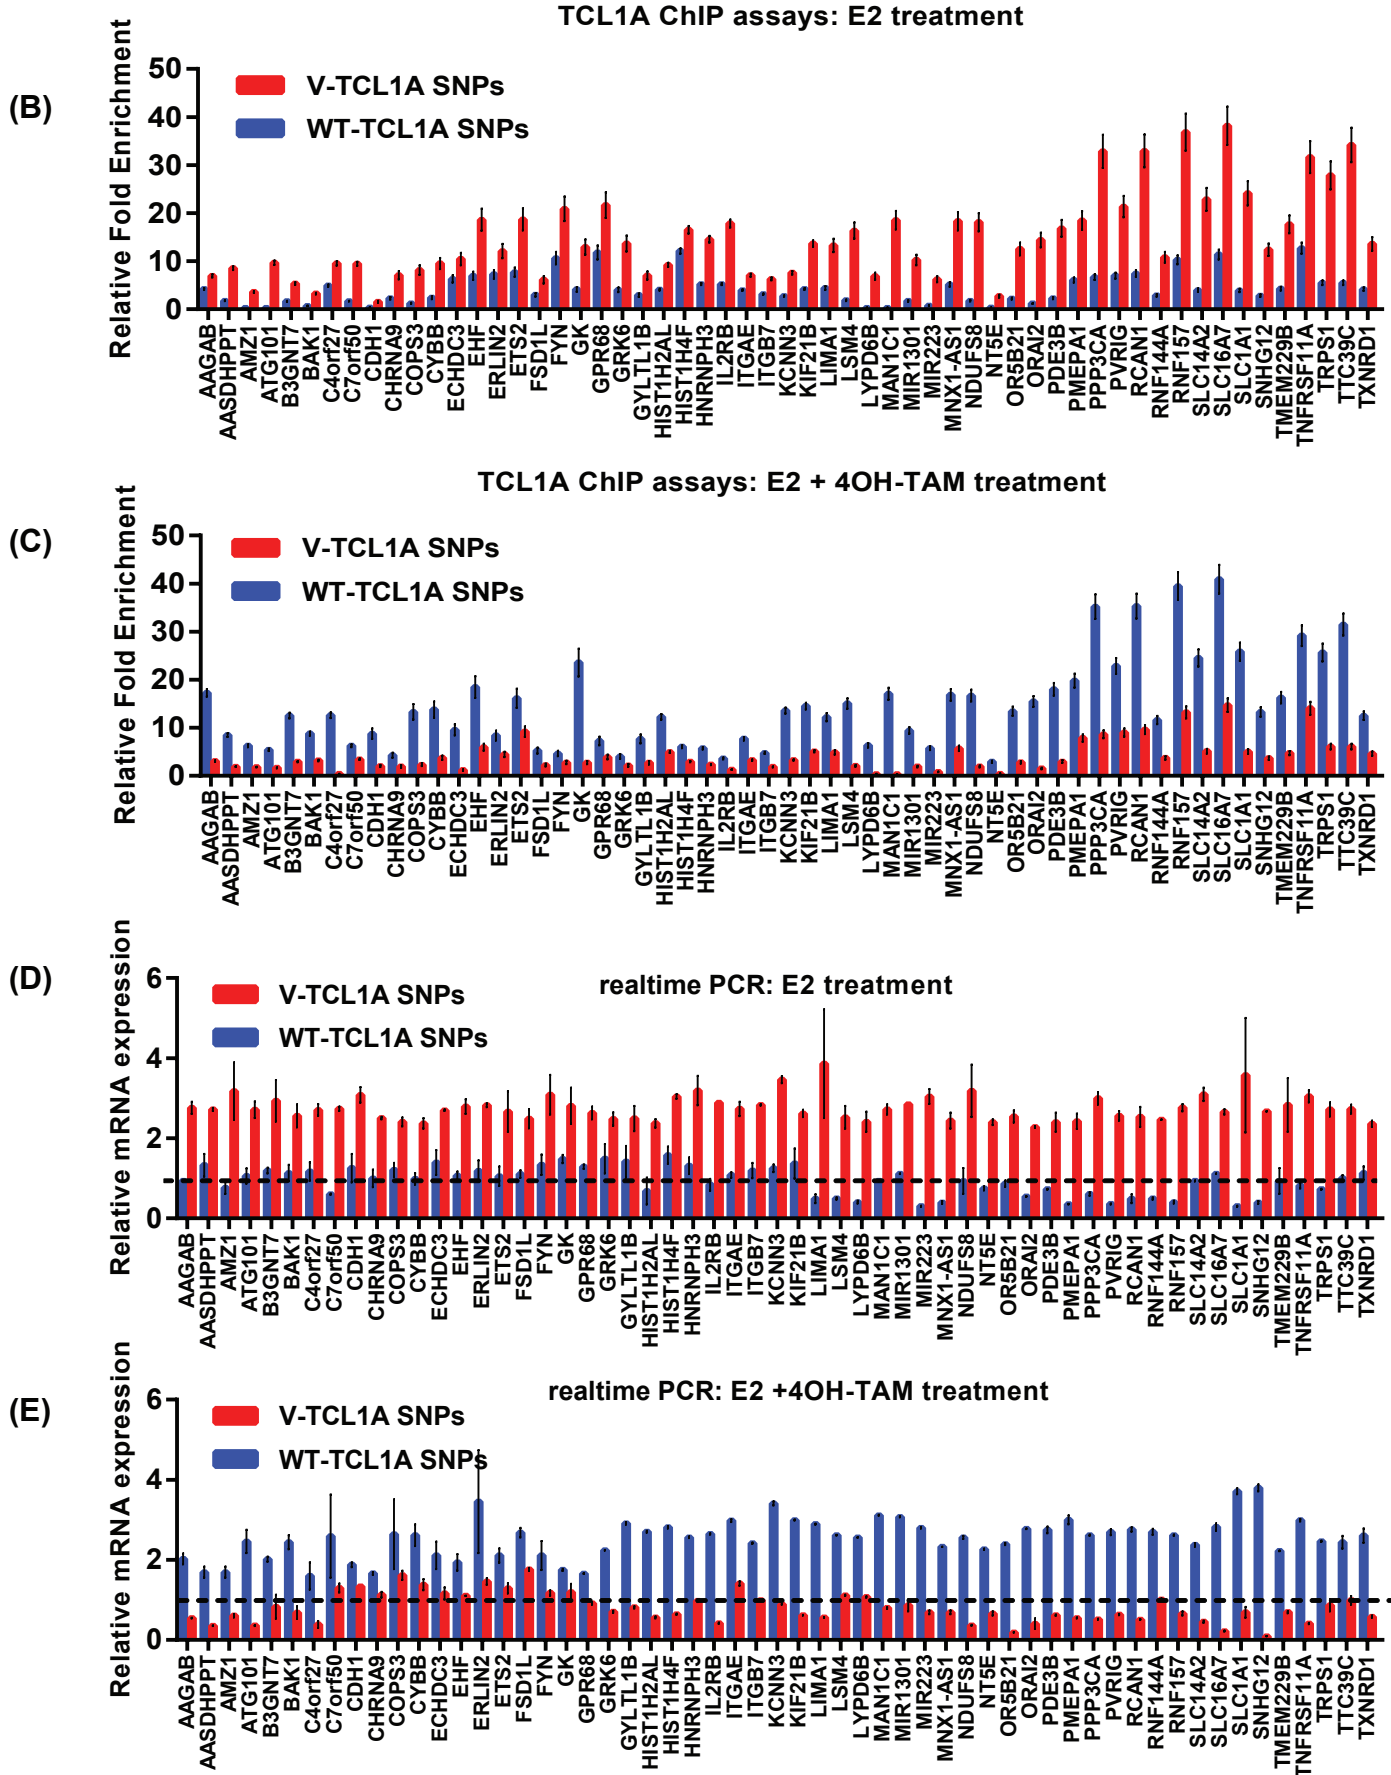 TCL1A ChIP assays: E2 treatment
(B)
Relative Fold Enrichment
50
40
30
20
10
0
V-TCL1A SNPs
WT-TCL1A SNPs
AAGAB
AASDHPPT
AMZ1
ATG101
B3GNT7
BAK1
C4orf27
C7orf50
CDH1
CHRNA9
COPS3
CYBB
ECHDC3
EHF
ERLIN2
ETS2
FSD1L
FYN
GK
GPR68
GRK6
GYLTL1B
HIST1H2AL
HIST1H4F
HNRNPH3
IL2RB
ITGAE
ITGB7
KCNN3
KIF21B
LIMA1
LSM4
LYPD6B
MAN1C1
MIR1301
MIR223
MNX1-AS1
NDUFS8
NT5E
OR5B21
ORAI2
PDE3B
PMEPA1
PPP3CA
PVRIG
RCAN1
RNF144A
RNF157
SLC14A2
SLC16A7
SLC1A1
SNHG12
TMEM229B
TNFRSF11A
TRPS1
TTC39C
TXNRD1
TCL1A ChIP assays: E2 + 4OH-TAM treatment
(C)
Relative Fold Enrichment
50
40
30
20
10
0
V-TCL1A SNPs
WT-TCL1A SNPs
AAGAB
AASDHPPT
AMZ1
ATG101
B3GNT7
BAK1
C4orf27
C7orf50
CDH1
CHRNA9
COPS3
CYBB
ECHDC3
EHF
ERLIN2
ETS2
FSD1L
FYN
GK
GPR68
GRK6
GYLTL1B
HIST1H2AL
HIST1H4F
HNRNPH3
IL2RB
ITGAE
ITGB7
KCNN3
KIF21B
LIMA1
LSM4
LYPD6B
MAN1C1
MIR1301
MIR223
MNX1-AS1
NDUFS8
NT5E
OR5B21
ORAI2
PDE3B
PMEPA1
PPP3CA
PVRIG
RCAN1
RNF144A
RNF157
SLC14A2
SLC16A7
SLC1A1
SNHG12
TMEM229B
TNFRSF11A
TRPS1
TTC39C
TXNRD1
(D)
realtime PCR: E2 treatment
Relative mRNA expression
6
4
2
0
V-TCL1A SNPs
WT-TCL1A SNPs
AAGAB
AASDHPPT
AMZ1
ATG101
B3GNT7
BAK1
C4orf27
C7orf50
CDH1
CHRNA9
COPS3
CYBB
ECHDC3
EHF
ERLIN2
ETS2
FSD1L
FYN
GK
GPR68
GRK6
GYLTL1B
HIST1H2AL
HIST1H4F
HNRNPH3
IL2RB
ITGAE
ITGB7
KCNN3
KIF21B
LIMA1
LSM4
LYPD6B
MAN1C1
MIR1301
MIR223
MNX1-AS1
NDUFS8
NT5E
OR5B21
ORAI2
PDE3B
PMEPA1
PPP3CA
PVRIG
RCAN1
RNF144A
RNF157
SLC14A2
SLC16A7
SLC1A1
SNHG12
TMEM229B
TNFRSF11A
TRPS1
TTC39C
TXNRD1
(E)
realtime PCR: E2 +4OH-TAM treatment
Relative mRNA expression
6
4
2
0
V-TCL1A SNPs
WT-TCL1A SNPs
AAGAB
AASDHPPT
AMZ1
ATG101
B3GNT7
BAK1
C4orf27
C7orf50
CDH1
CHRNA9
COPS3
CYBB
ECHDC3
EHF
ERLIN2
ETS2
FSD1L
FYN
GK
GPR68
GRK6
GYLTL1B
HIST1H2AL
HIST1H4F
HNRNPH3
IL2RB
ITGAE
ITGB7
KCNN3
KIF21B
LIMA1
LSM4
LYPD6B
MAN1C1
MIR1301
MIR223
MNX1-AS1
NDUFS8
NT5E
OR5B21
ORAI2
PDE3B
PMEPA1
PPP3CA
PVRIG
RCAN1
RNF144A
RNF157
SLC14A2
SLC16A7
SLC1A1
SNHG12
TMEM229B
TNFRSF11A
TRPS1
TTC39C
TXNRD1